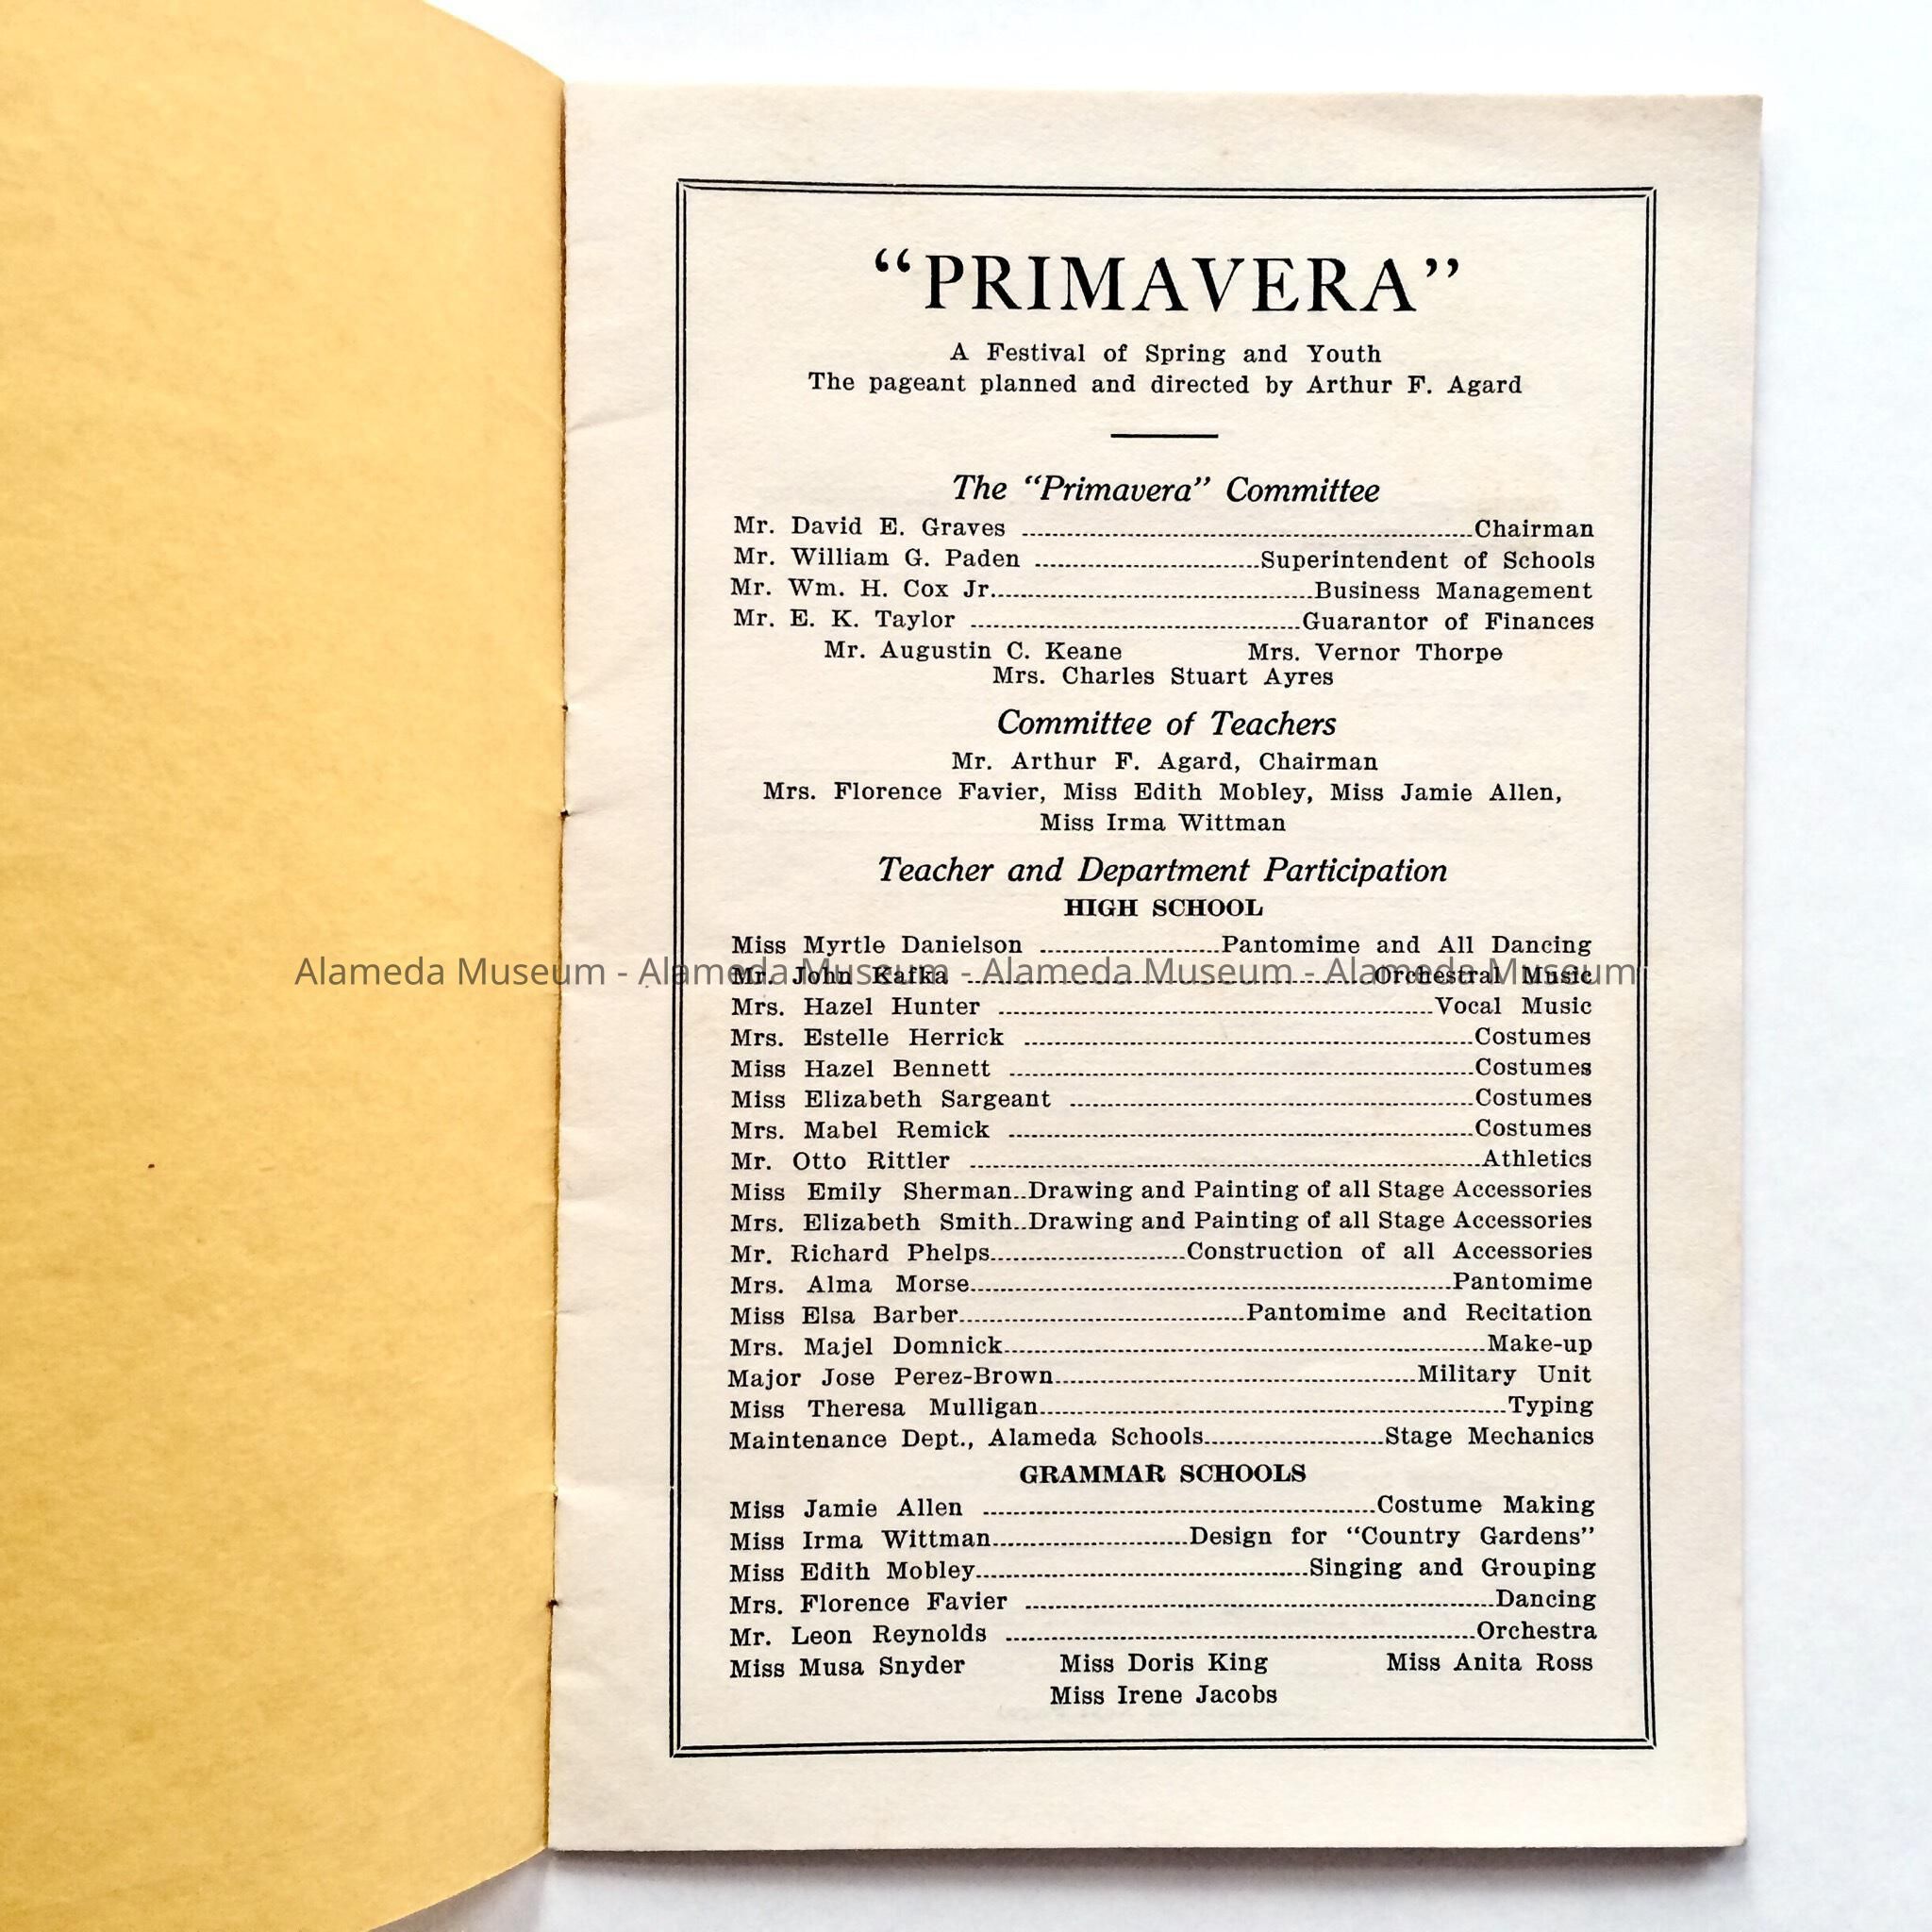 “PRIMAVERA”
A Festival of Spring and Youth
The pageant planned and directed by Arthur F. Agard
The “Primavera” Committee
Mr. David E. Graves ........ Chairman
Mr. William G. Paden ........ Superintendent of Schools
Mr. Wm. H. Cox Jr. ........ Business Management
Mr. E. K. Taylor ........ Guarantor of Finances
Mr. Augustin C. Keane Mrs. Vernor Thorpe
Mrs. Charles Stuart Ayres
Committee of Teachers
Mr. Arthur F. Agard, Chairman
Mrs. Florence Favier, Miss Edith Mobley, Miss Jamie Allen,
Miss Irma Wittman
Teacher and Department Participation
HIGH SCHOOL
Miss Myrtle Danielson ........ Pantomime and All Dancing
Mr. John Kafka ........ Orchestral Music
Alameda Museum - Alameda Museum - Alameda Museum - Alameda Museum
Mrs. Hazel Hunter ........ Vocal Music
Mrs. Estelle Herrick ........ Costumes
Miss Hazel Bennett ........ Costumes
Miss Elizabeth Sargeant ........ Costumes
Mrs. Mabel Remick ........ Costumes
Mr. Otto Rittler ........ Athletics
Miss Emily Sherman..Drawing and Painting of all Stage Accessories
Mrs. Elizabeth Smith..Drawing and Painting of all Stage Accessories
Mr. Richard Phelps ........ Construction of all Accessories
Mrs. Alma Morse ........ Pantomime
Miss Elsa Barber ........ Pantomime and Recitation
Mrs. Majel Domnick ........ Make-up
Major Jose Perez-Brown ........ Military Unit
Miss Theresa Mulligan ........ Typing
Maintenance Dept., Alameda Schools ........ Stage Mechanics
GRAMMAR SCHOOLS
Miss Jamie Allen ........ Costume Making
Miss Irma Wittman ........ Design for “Country Gardens”
Miss Edith Mobley ........ Singing and Grouping
Mrs. Florence Favier ........ Dancing
Mr. Leon Reynolds ........ Orchestra
Miss Musa Snyder Miss Doris King Miss Anita Ross
Miss Irene Jacobs